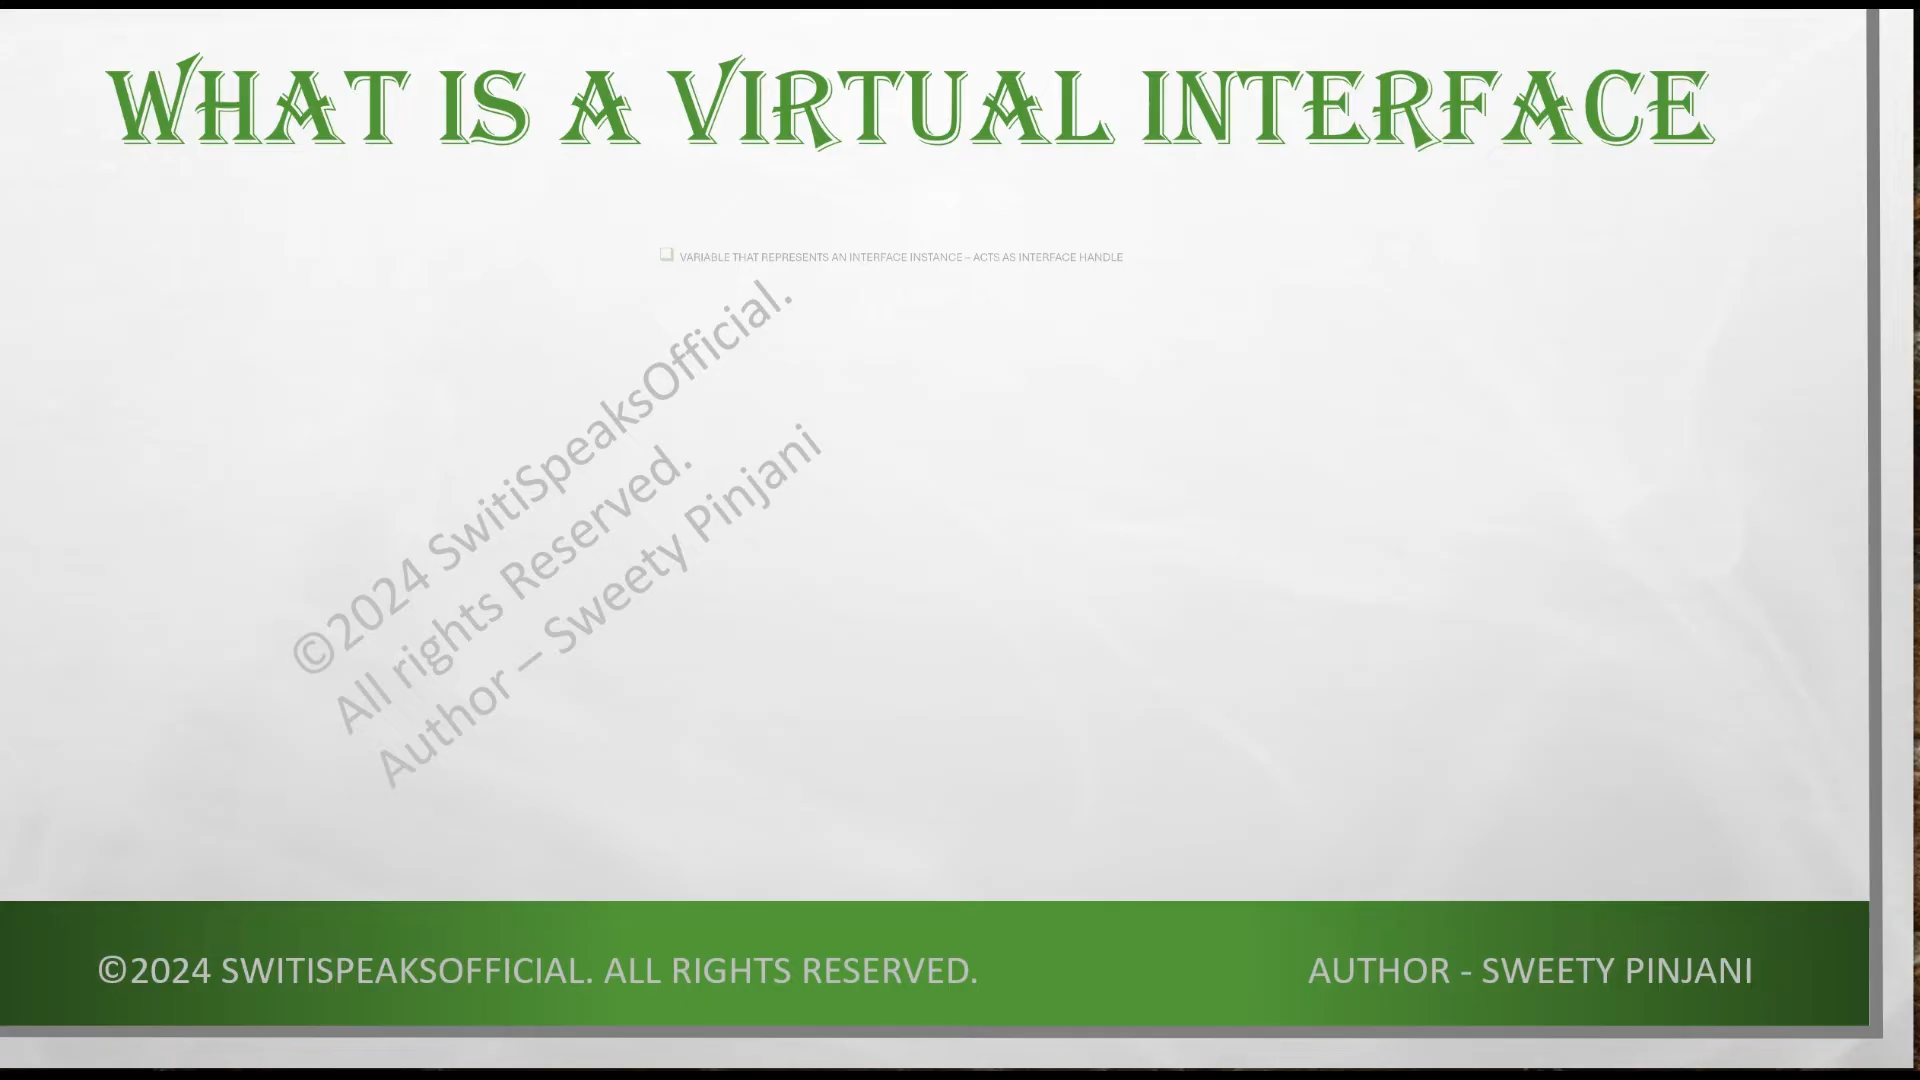 WHAT IS A VIRTUAL INTERFACE
VARIABLE THAT REPRESENTS AN INTERFACE INSTANCE – ACTS AS INTERFACE HANDLE
©2024 SwitiSpeaksOfficial.
All rights Reserved.
Author – Sweety Pinjani
©2024 SWITISPEAKSOFFICIAL. ALL RIGHTS RESERVED.
AUTHOR - SWEETY PINJANI